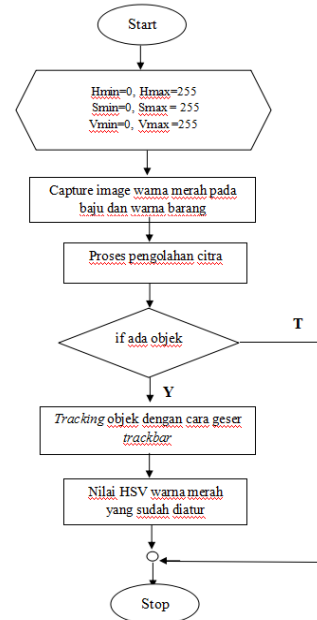 Start
Hmin=0, Hmax=255
Smin=0, Smax = 255
Vmin=0, Vmax =255
Capture image warna merah pada
baju dan warna barang
Proses pengolahan citra
if ada objek
T
Y
Tracking objek dengan cara geser
trackbar
Nilai HSV warna merah
yang sudah diatur
Stop